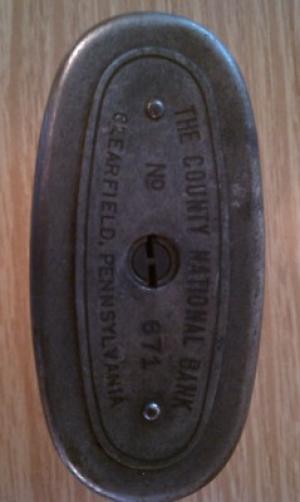 THE COUNTY NATIONAL BANK
No 671
CLEARFIELD, PENNSYLVANIA